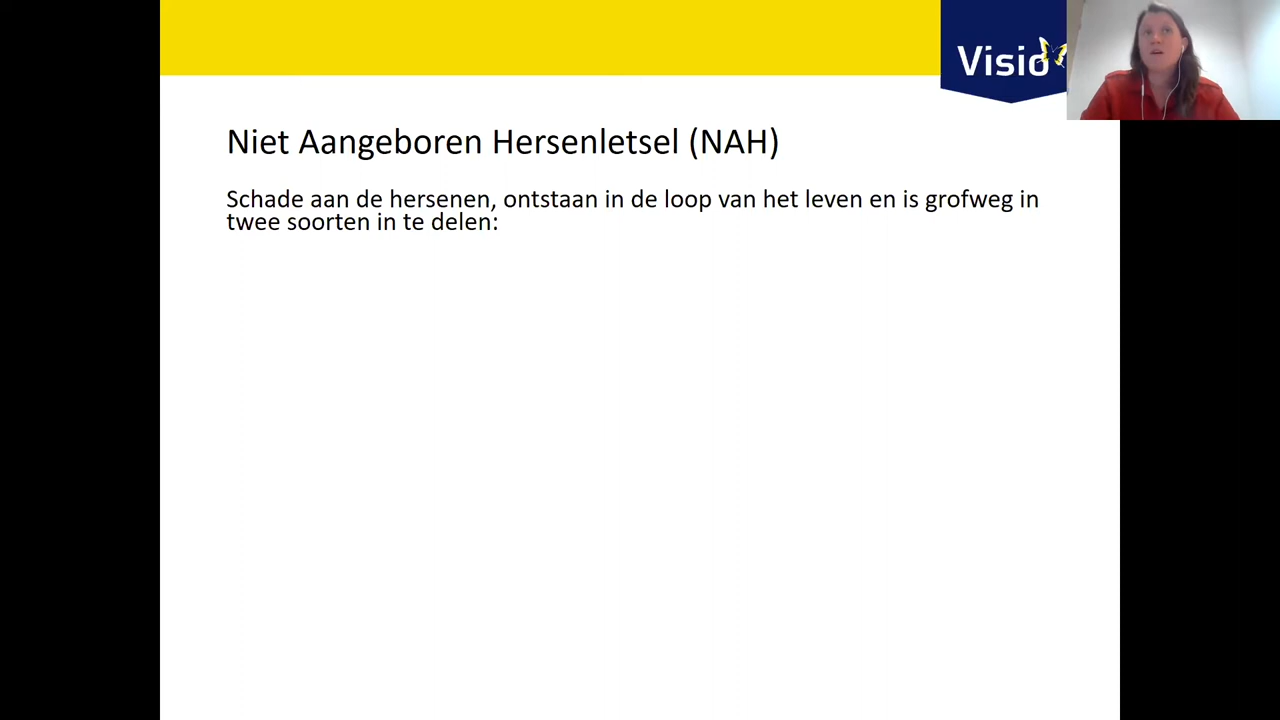 Visio
Niet Aangeboren Hersenletsel (NAH)
Schade aan de hersenen, ontstaan in de loop van het leven en is grofweg in
twee soorten in te delen: